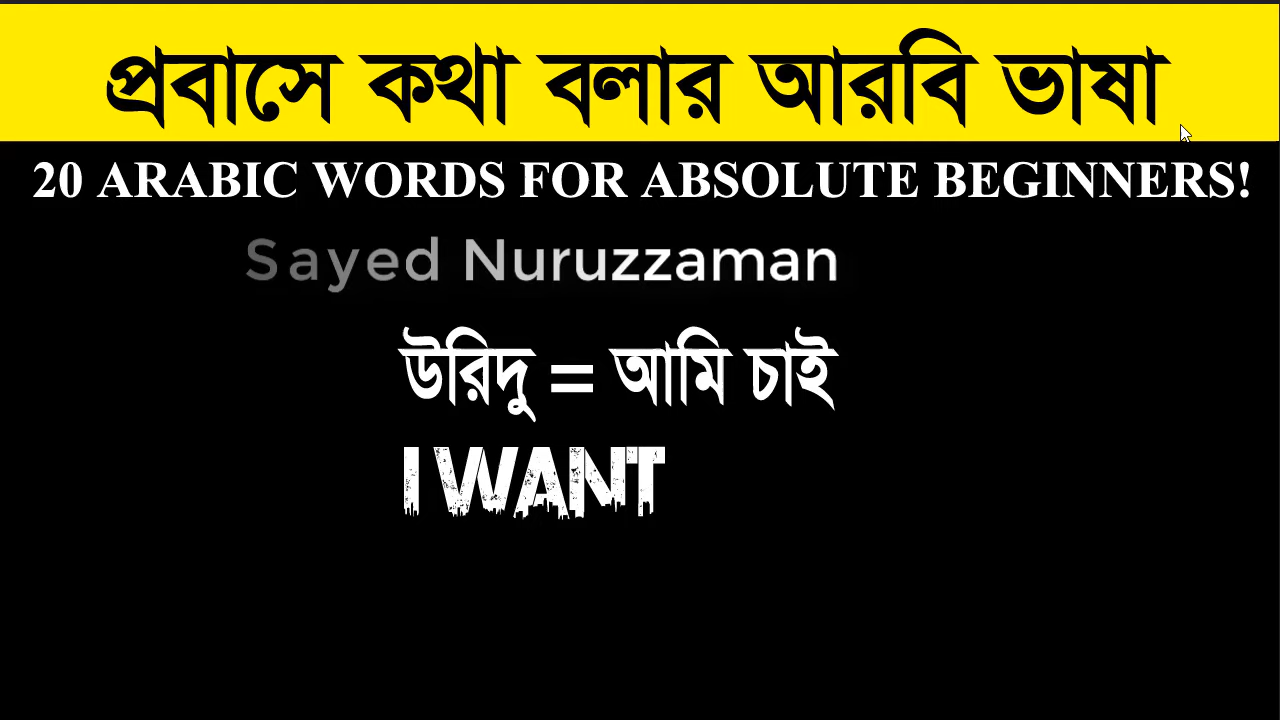 প্রবাসে কথা বলার আরবি ভাষা
20 ARABIC WORDS FOR ABSOLUTE BEGINNERS!
Sayed Nuruzzaman
উরিদু = আমি চাই
I WANT